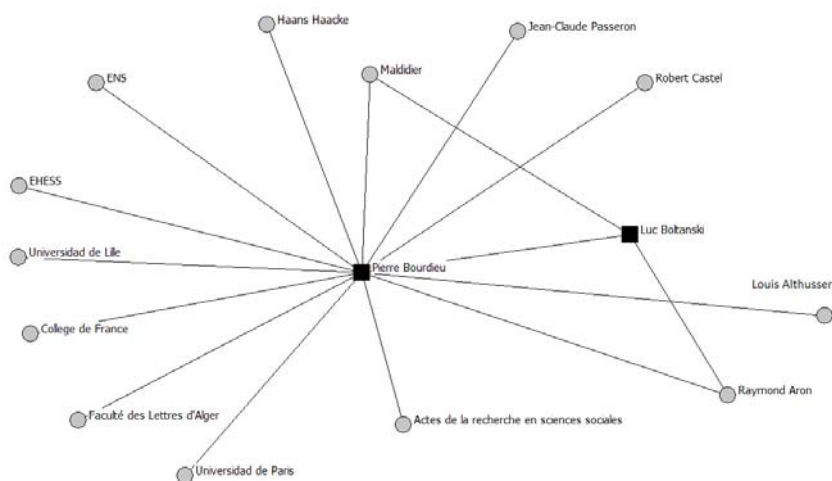 Haans Haacke
Jean-Claude Passeron
Maldidier
ENS
Robert Castel
EHESS
Luc Boltanski
Universidad de Lille
Pierre Bourdieu
Louis Althusser
College de France
Raymond Aron
Faculté des Lettres d'Alger
Actes de la recherche en sciences sociales
Universidad de Paris